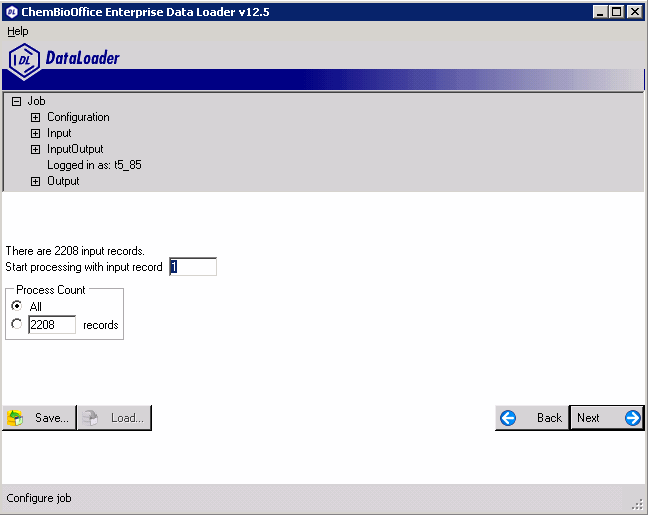 DL ChemBioOffice Enterprise Data Loader v12.5
Help
DL DataLoader
Job
Configuration
Input
InputOutput
Logged in as: t5_85
Output
There are 2208 input records.
Start processing with input record 1
Process Count
All
2208 records
Save... Load... Back Next
Configure job